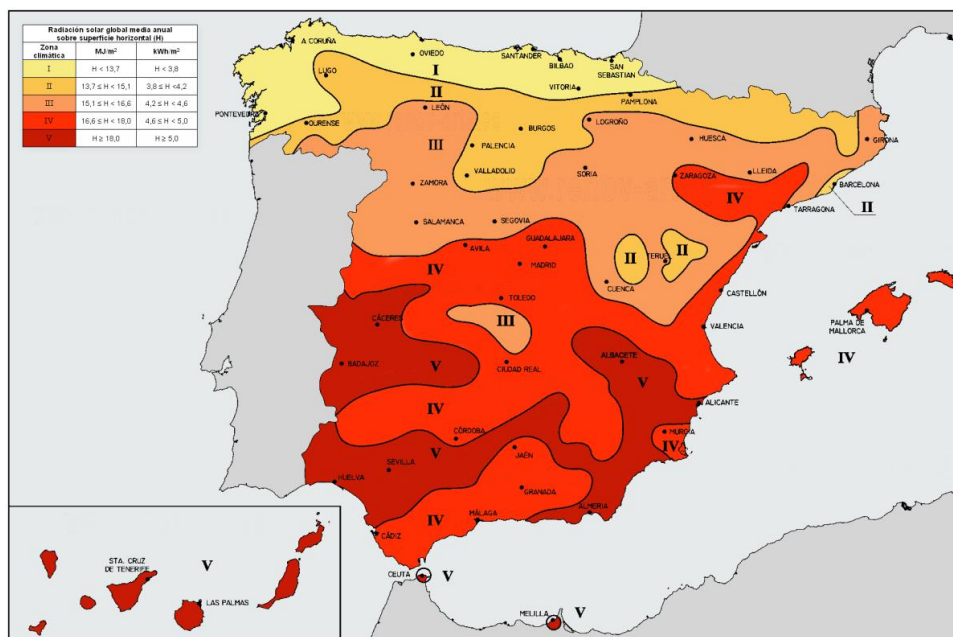 Radiación solar global media anual
sobre superficie horizontal (H)
Zona climática MJ/m² kWh/m²
I H < 13,7 H < 3,8
II 13,7 ≤ H < 15,1 3,8 ≤ H <4,2
III 15,1 ≤ H < 16,6 4,2 ≤ H < 4,6
IV 16,6 ≤ H < 18,0 4,6 ≤ H < 5,0
V H ≥ 18,0 H ≥ 5,0
A CORUÑA
OVIEDO
SANTANDER
BILBAO
SAN
SEBASTIAN
LUGO
I
VITORIA
II
PAMPLONA
PONTEVEDRA
OURENSE
LEÓN
BURGOS
LOGROÑO
HUESCA
GIRONA
III
PALENCIA
VALLADOLID
ZAMORA
SORIA
ZARAGOZA
LLEIDA
BARCELONA
IV
II
TARRAGONA
SALAMANCA
SEGOVIA
AVILA
GUADALAJARA
IV
MADRID
II
II
TERUEL
CUENCA
CASTELLÓN
TOLEDO
III
CÁCERES
VALENCIA
PALMA DE
MALLORCA
IV
BADAJOZ
V
CIUDAD REAL
ALBACETE
V
IV
ALICANTE
CÓRDOBA
V
MURCIA
IV
JAÉN
SEVILLA
HUELVA
GRANADA
IV
MÁLAGA
ALMERIA
CÁDIZ
CEUTA
V
MELILLA
V
STA. CRUZ
DE TENERIFE
V
LAS PALMAS